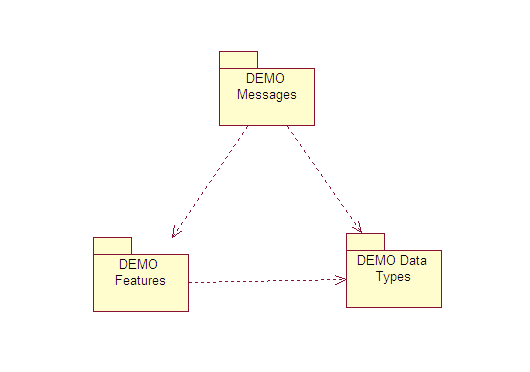 DEMO
Messages
DEMO
Features
DEMO Data
Types